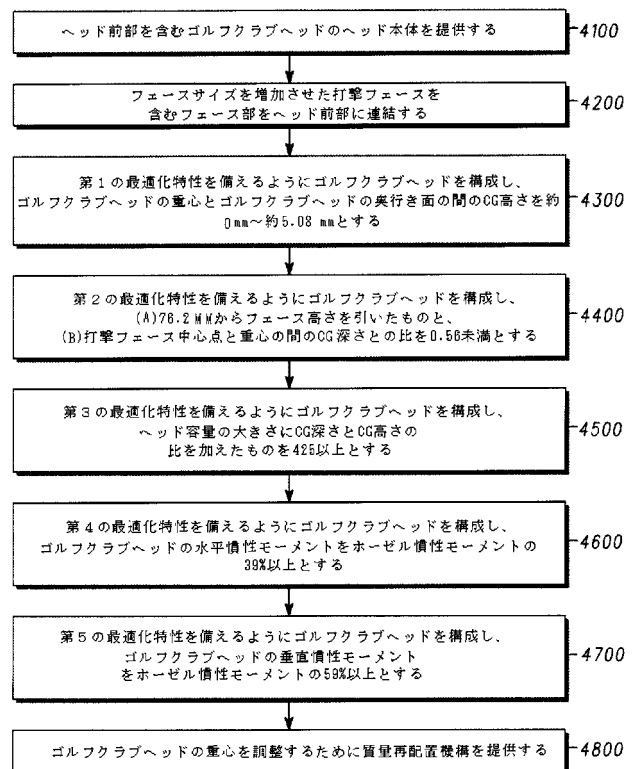 ヘッド前部を含むゴルフクラブヘッドのヘッド本体を提供する
4100
フェースサイズを増加させた打撃フェースを
含むフェース部をヘッド前部に連結する
4200
第1の最適化特性を備えるようにゴルフクラブヘッドを構成し、
ゴルフクラブヘッドの重心とゴルフクラブヘッドの奥行き面の間のCG高さを約
0mm～約5.08 mmとする
4300
第2の最適化特性を備えるようにゴルフクラブヘッドを構成し、
(A)76.2MMからフェース高さを引いたものと、
(B)打撃フェース中心点と重心の間のCG深さとの比を0.56未満とする
4400
第3の最適化特性を備えるようにゴルフクラブヘッドを構成し、
ヘッド容量の大きさにCG深さとCG高さの
比を加えたものを425以上とする
4500
第4の最適化特性を備えるようにゴルフクラブヘッドを構成し、
ゴルフクラブヘッドの水平慣性モーメントをホーゼル慣性モーメントの
39%以上とする
4600
第5の最適化特性を備えるようにゴルフクラブヘッドを構成し、
ゴルフクラブヘッドの垂直慣性モーメント
をホーゼル慣性モーメントの59%以上とする
4700
ゴルフクラブヘッドの重心を調整するために質量再配置機構を提供する
4800